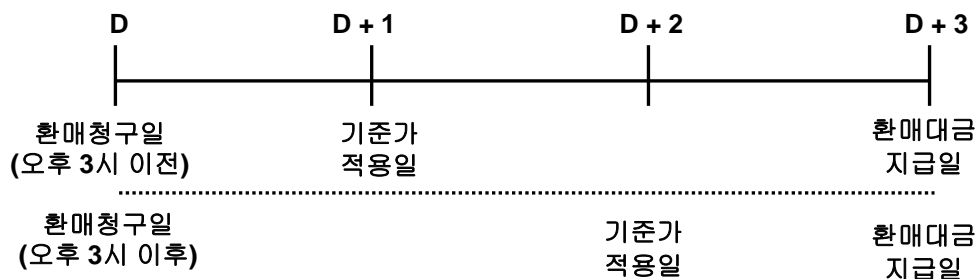 D D + 1 D + 2 D + 3
환매청구일 기준가 환매대금
(오후 3시 이전) 적용일 지급일
환매청구일 기준가 환매대금
(오후 3시 이후) 적용일 지급일